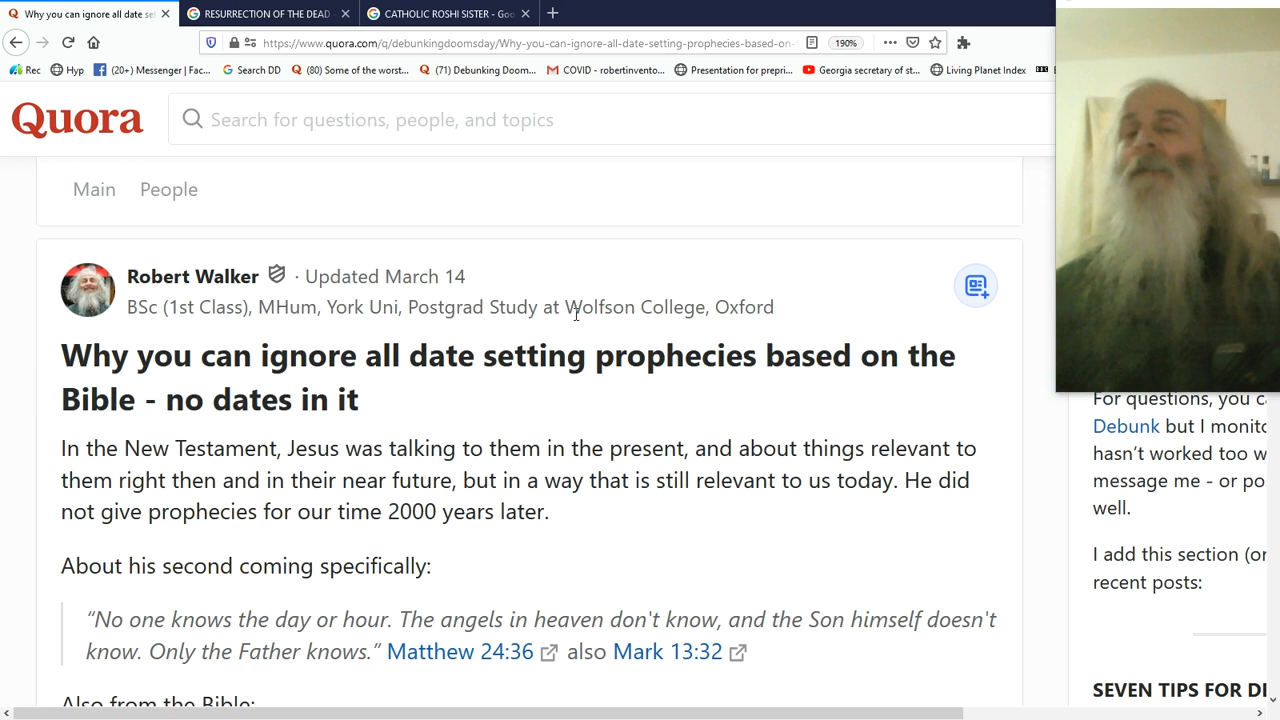 Why you can ignore all date set
RESURRECTION OF THE DEAD
CATHOLIC ROSHI SISTER - Goo
https://www.quora.com/q/debunkingdoomsday/Why-you-can-ignore-all-date-setting-prophecies-based-on-
190%
Rec
Hyp
(20+) Messenger | Fac...
Search DD
(80) Some of the worst...
(71) Debunking Doom...
COVID - robertinvento...
Presentation for prepri...
Georgia secretary of st...
Living Planet Index
Quora
Search for questions, people, and topics
Main People
Robert Walker · Updated March 14
BSc (1st Class), MHum, York Uni, Postgrad Study at Wolfson College, Oxford
Why you can ignore all date setting prophecies based on the
Bible - no dates in it
In the New Testament, Jesus was talking to them in the present, and about things relevant to
them right then and in their near future, but in a way that is still relevant to us today. He did
not give prophecies for our time 2000 years later.
About his second coming specifically:
“No one knows the day or hour. The angels in heaven don't know, and the Son himself doesn't
know. Only the Father knows.” Matthew 24:36 also Mark 13:32
Also from the Bible:
For questions, you c
Debunk but I monito
hasn’t worked too w
message me - or po
well.
I add this section (or
recent posts:
SEVEN TIPS FOR DE